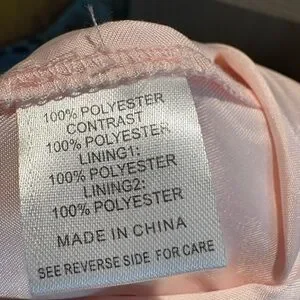 100% POLYESTER
CONTRAST
100% POLYESTER
LINING1:
100% POLYESTER
LINING2:
100% POLYESTER
MADE IN CHINA
SEE REVERSE SIDE FOR CARE